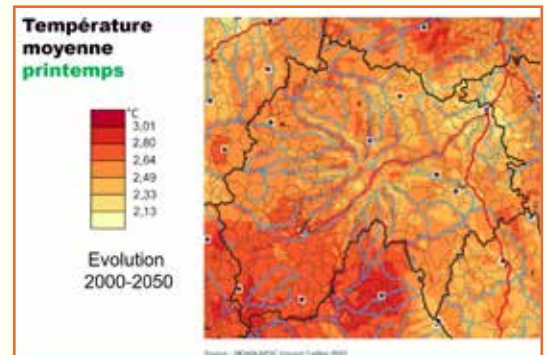 Température
moyenne
printemps
°C
3,01
2,80
2,64
2,49
2,33
2,13
Evolution
2000-2050